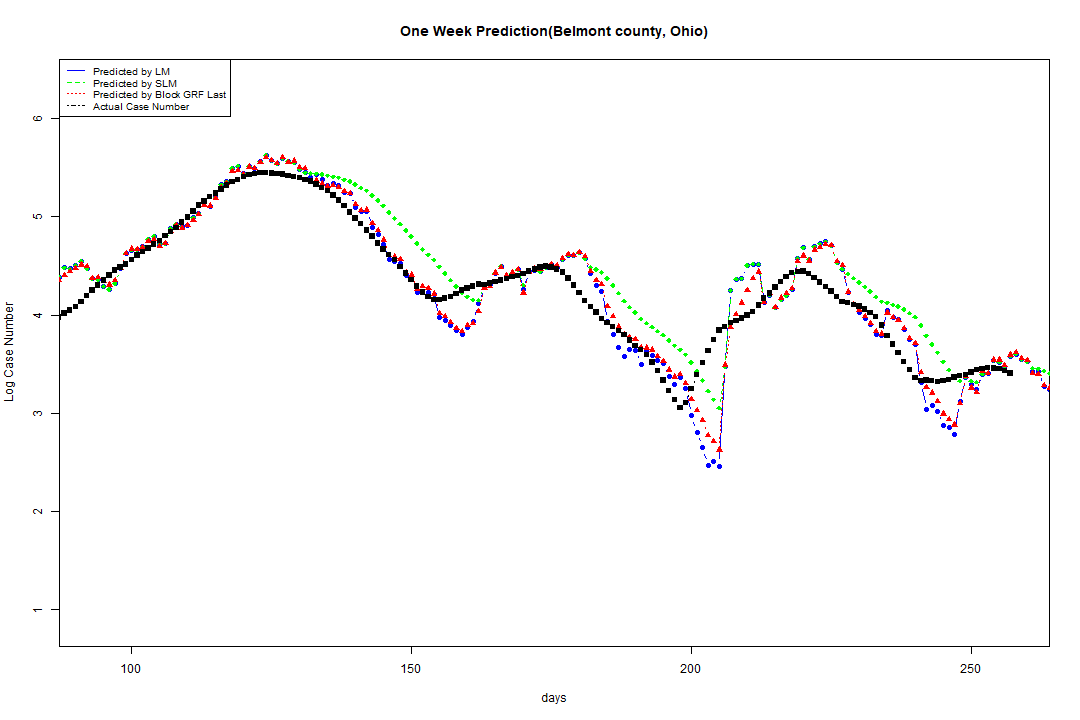 One Week Prediction(Belmont county, Ohio)
Predicted by LM
Predicted by SLM
Predicted by Block GRF Last
Actual Case Number
Log Case Number
6
5
4
3
2
1
100 150 200 250
days